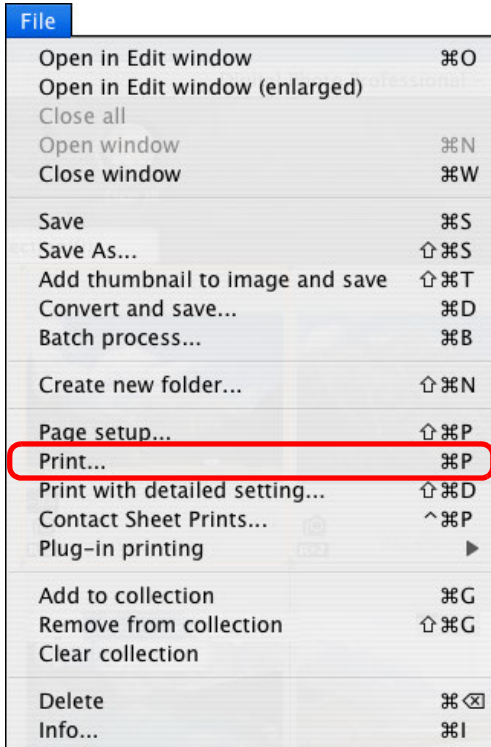 File
Open in Edit window ⌘O
Open in Edit window (enlarged)
Close all
Open window ⌘N
Close window ⌘W
Save ⌘S
Save As... ⇧⌘S
Add thumbnail to image and save ⇧⌘T
Convert and save... ⌘D
Batch process... ⌘B
Create new folder... ⇧⌘N
Page setup... ⇧⌘P
Print... ⌘P
Print with detailed setting... ⇧⌘D
Contact Sheet Prints... ^⌘P
Plug-in printing ▶
Add to collection ⌘G
Remove from collection ⇧⌘G
Clear collection
Delete ⌘⌫
Info... ⌘I